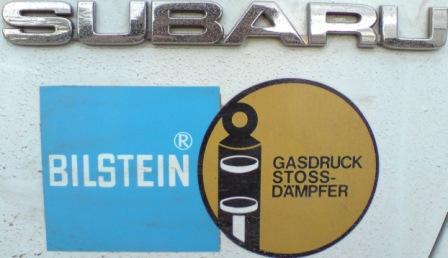 SUBARU
BILSTEIN®
GASDRUCK
STOSS-
DÄMPFER